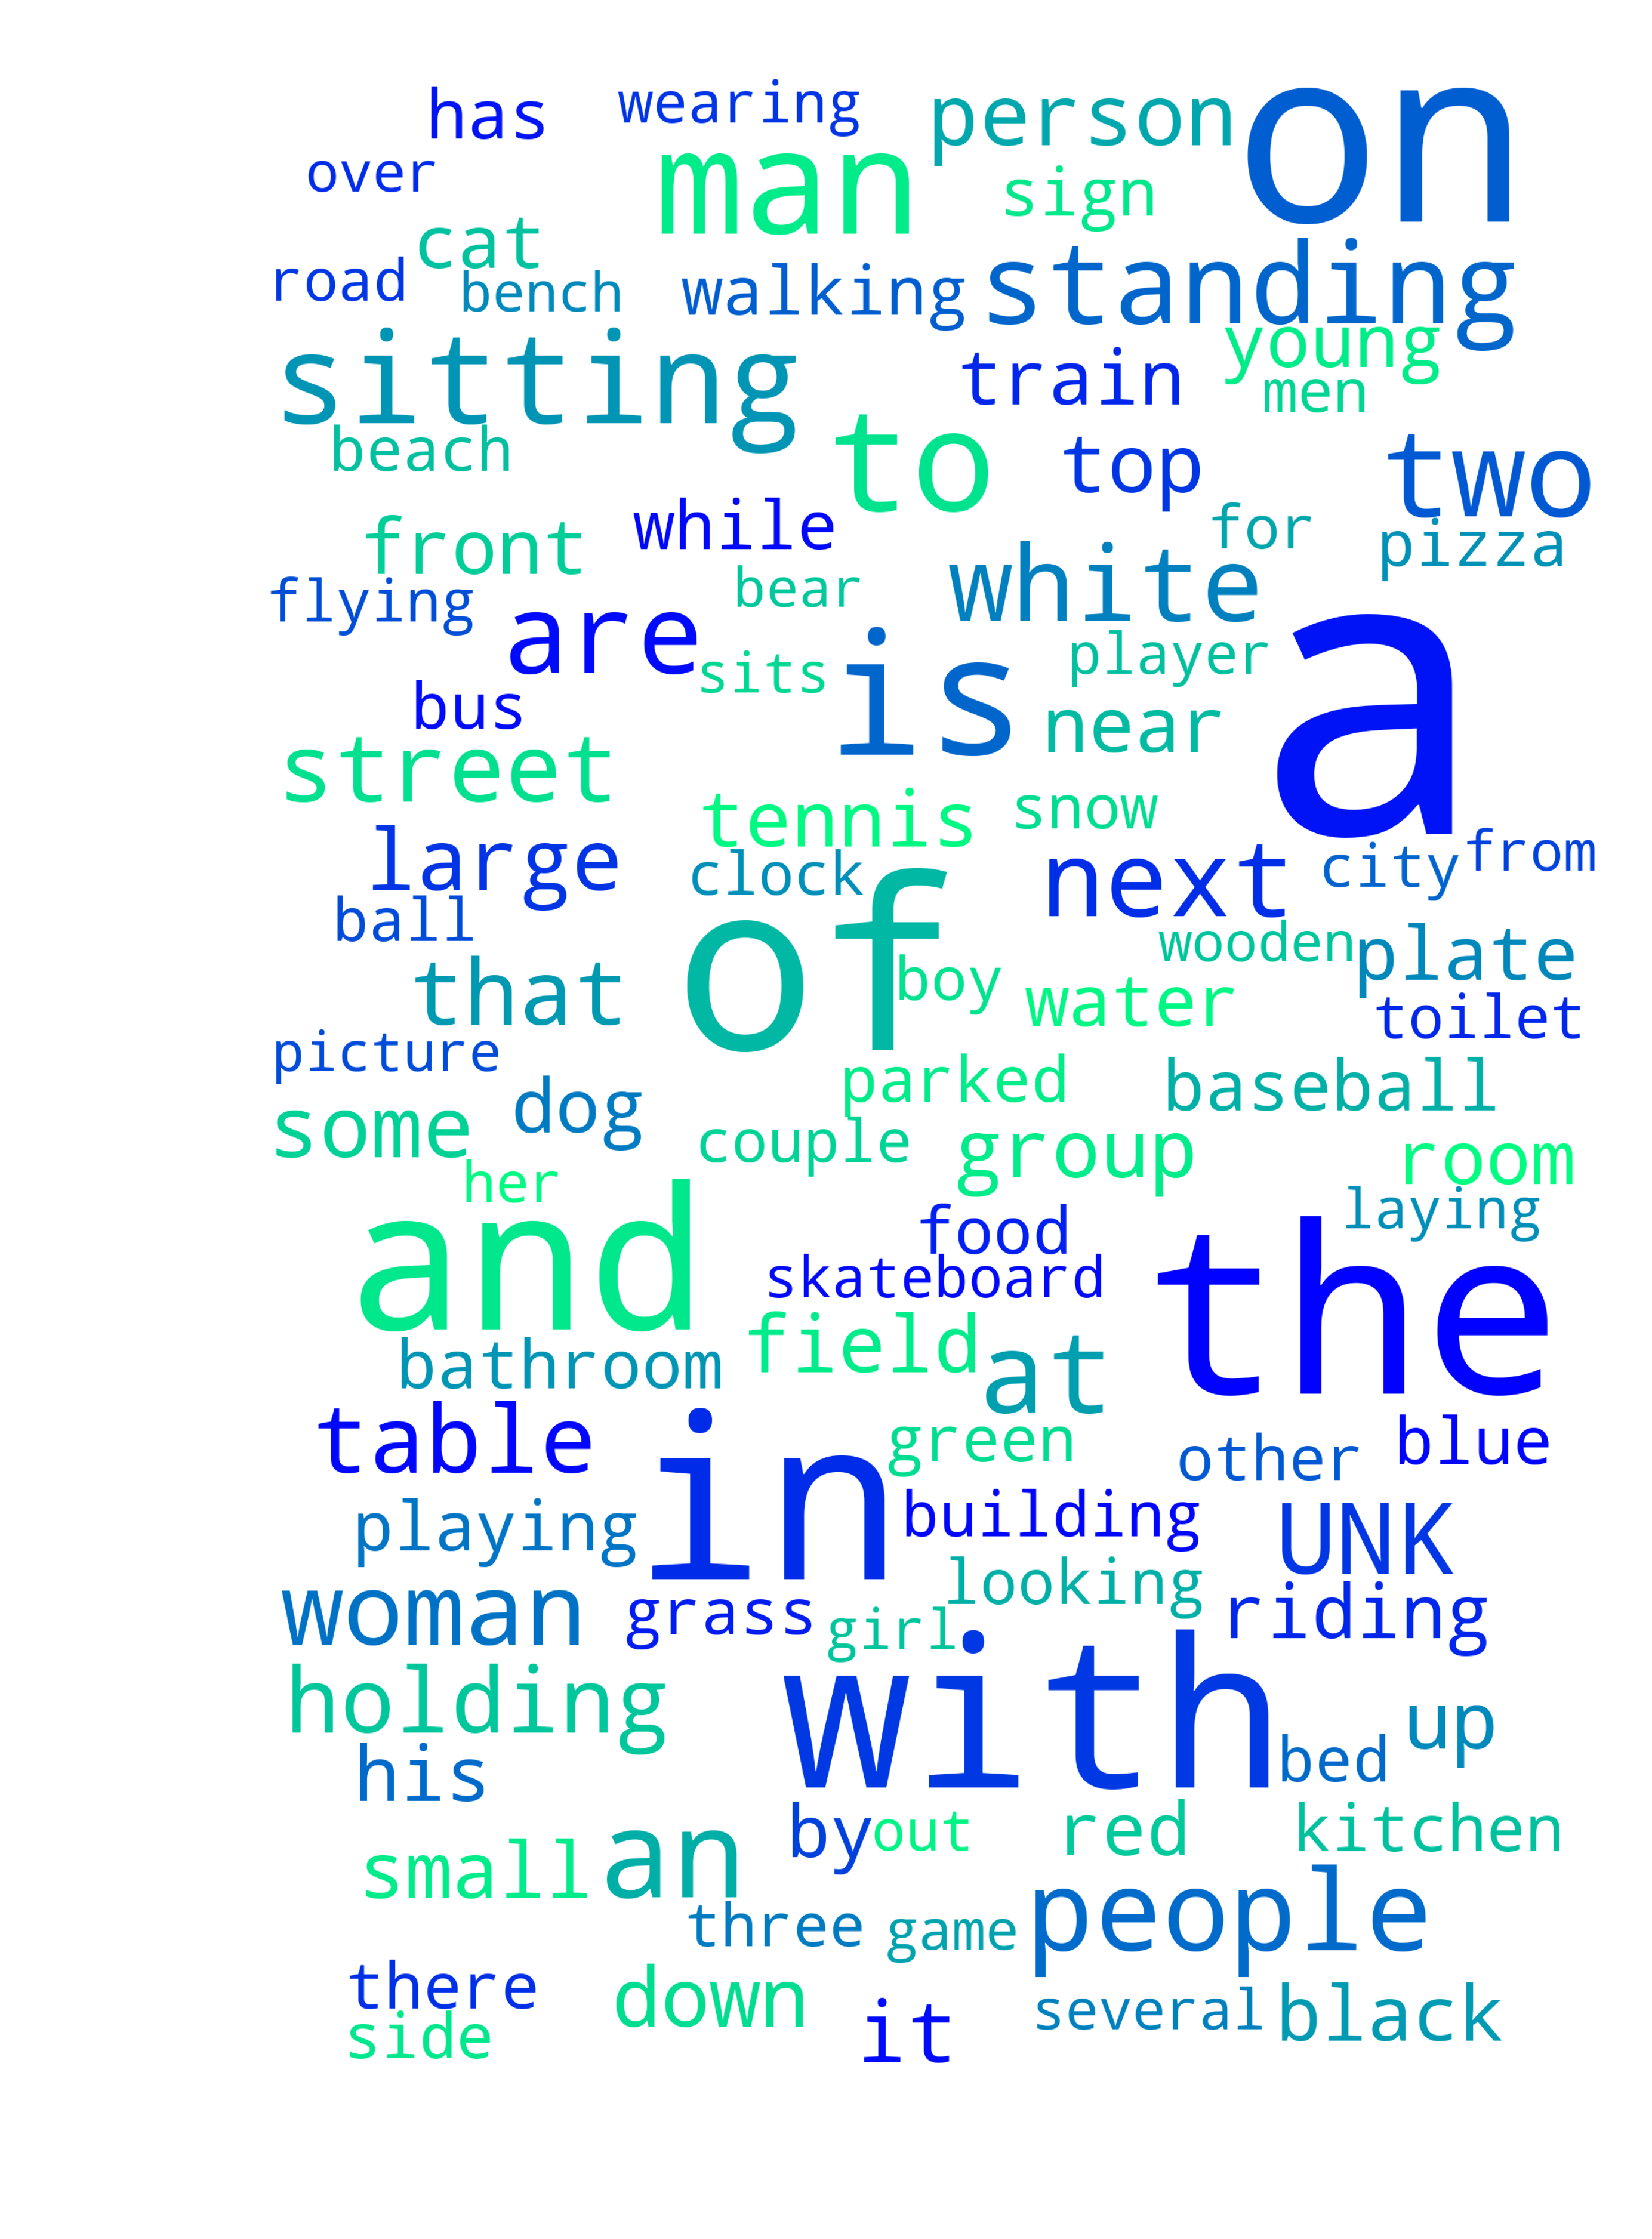 has wearing person on
over man sign
cat standing
road bench walking
sitting train young
men
beach to top two
front while for pizza
flying bear white
are sits is player a
bus near
street
tennis snow
large clock next city from
ball of wooden plate
that boy water toilet
picture parked baseball
some dog couple group room
her laying
and food the
skateboard
bathroom field at
table in green other blue
playing building UNK
looking
woman grass girl riding
holding with up
his bed
by out red kitchen
small an people
three game
there down it several black
side